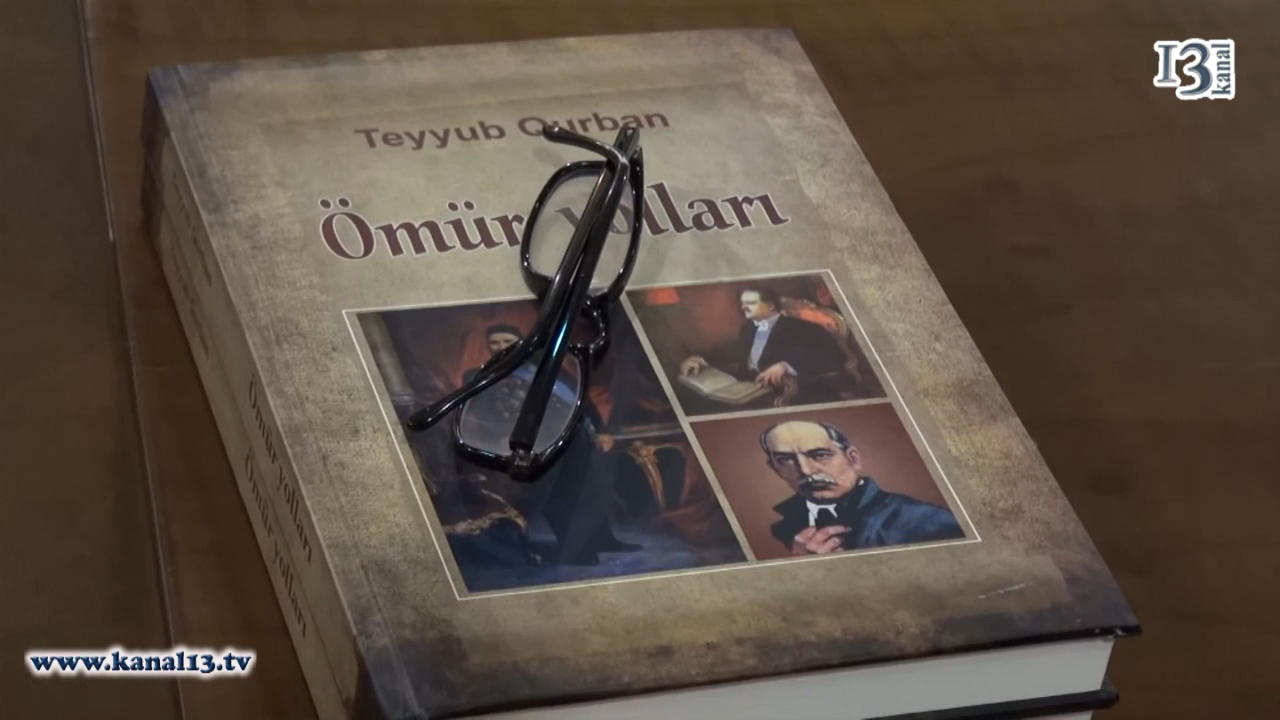 13 kanal
Teyyub Qurban
Ömür yolları
Ömür yolları
Ömür yolları
www.kanal13.tv